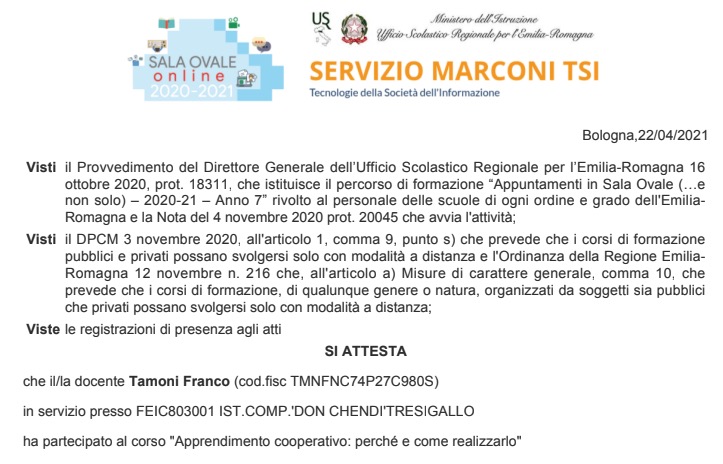 SALA OVALE
online
2020-2021
USR
Ministero dell'Istruzione
Ufficio Scolastico Regionale per l'Emilia-Romagna
SERVIZIO MARCONI TSI
Tecnologie della Società dell'Informazione
Bologna,22/04/2021
Visti il Provvedimento del Direttore Generale dell'Ufficio Scolastico Regionale per l'Emilia-Romagna 16
ottobre 2020, prot. 18311, che istituisce il percorso di formazione “Appuntamenti in Sala Ovale (…e
non solo) – 2020-21 – Anno 7” rivolto al personale delle scuole di ogni ordine e grado dell'Emilia-
Romagna e la Nota del 4 novembre 2020 prot. 20045 che avvia l'attività;
Visti il DPCM 3 novembre 2020, all'articolo 1, comma 9, punto s) che prevede che i corsi di formazione
pubblici e privati possano svolgersi solo con modalità a distanza e l'Ordinanza della Regione Emilia-
Romagna 12 novembre n. 216 che, all'articolo a) Misure di carattere generale, comma 10, che
prevede che i corsi di formazione, di qualunque genere o natura, organizzati da soggetti sia pubblici
che privati possano svolgersi solo con modalità a distanza;
Viste le registrazioni di presenza agli atti
SI ATTESTA
che il/la docente Tamoni Franco (cod.fisc TMNFNC74P27C980S)
in servizio presso FEIC803001 IST.COMP.'DON CHENDI'TRESIGALLO
ha partecipato al corso "Apprendimento cooperativo: perché e come realizzarlo"